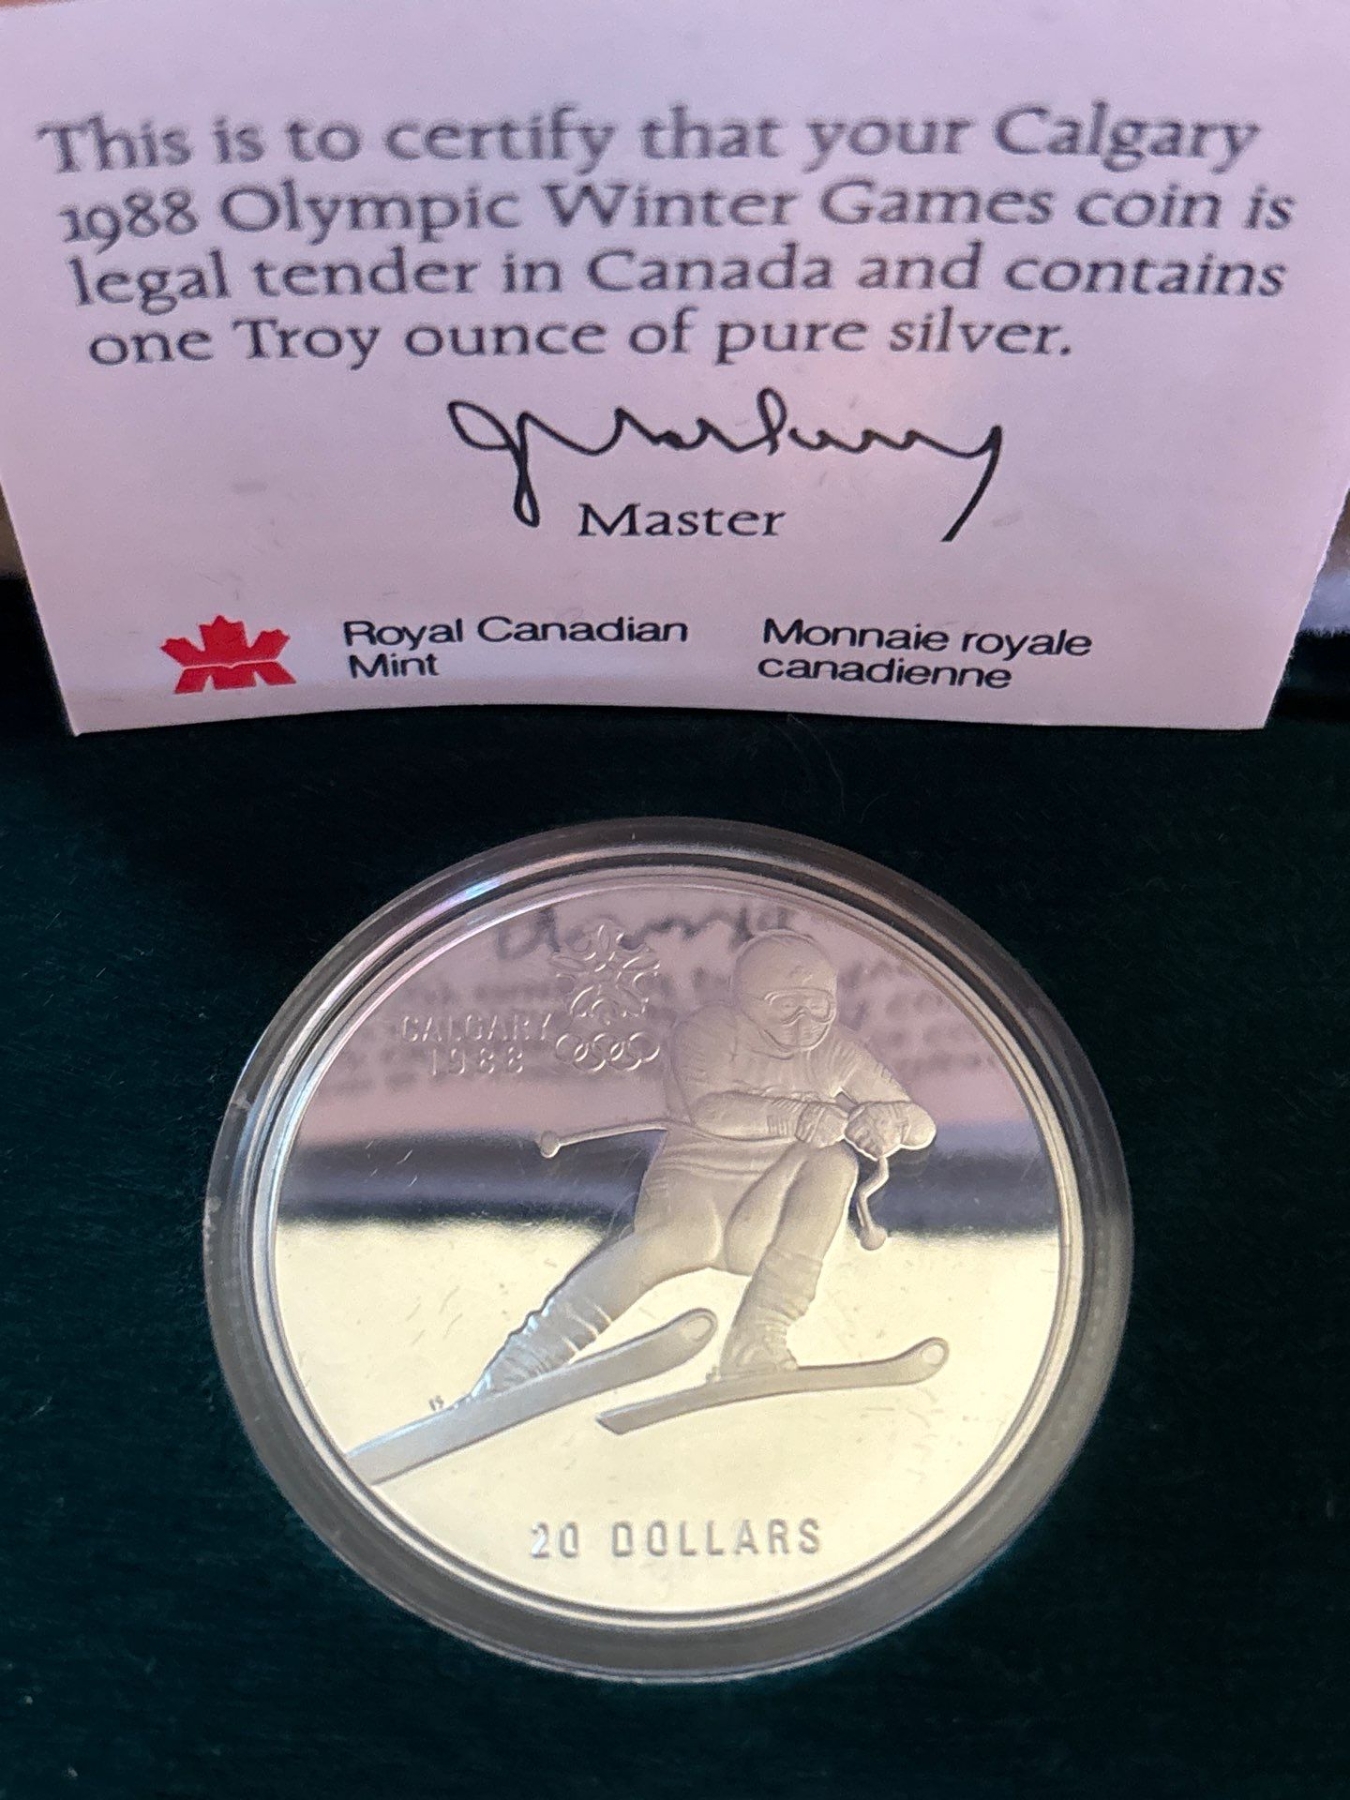 This is to certify that your Calgary
1988 Olympic Winter Games coin is
legal tender in Canada and contains
one Troy ounce of pure silver.
Master
Royal Canadian
Mint
Monnaie royale
canadienne
CALGARY
1988
20 DOLLARS